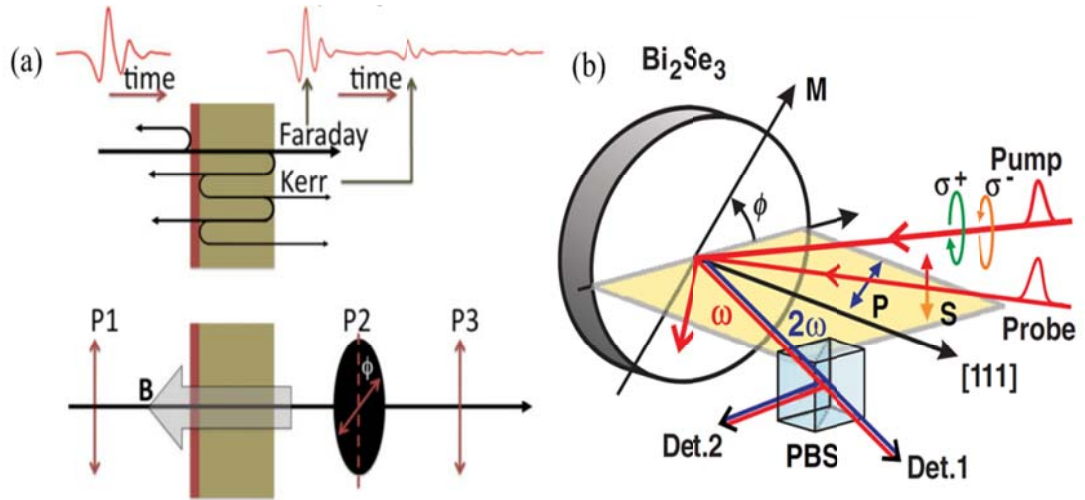 (a)
time
time
Faraday
Kerr
P1
P2
P3
B
ϕ
(b)
Bi₂Se₃
M
ϕ
Pump
σ⁺
σ⁻
P
S
Probe
ω
2ω
[111]
Det.2
PBS
Det.1